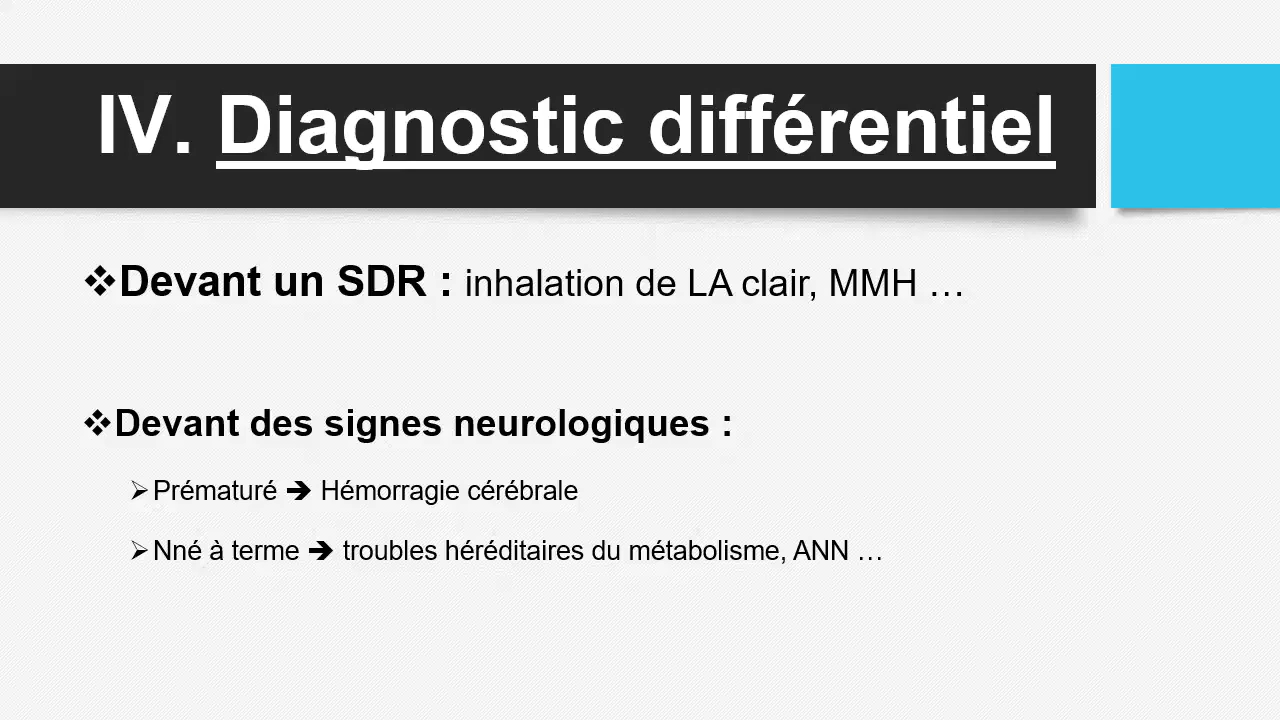 IV. Diagnostic différentiel
❖Devant un SDR : inhalation de LA clair, MMH …
❖Devant des signes neurologiques :
➢Prématuré ➔ Hémorragie cérébrale
➢Nné à terme ➔ troubles héréditaires du métabolisme, ANN …